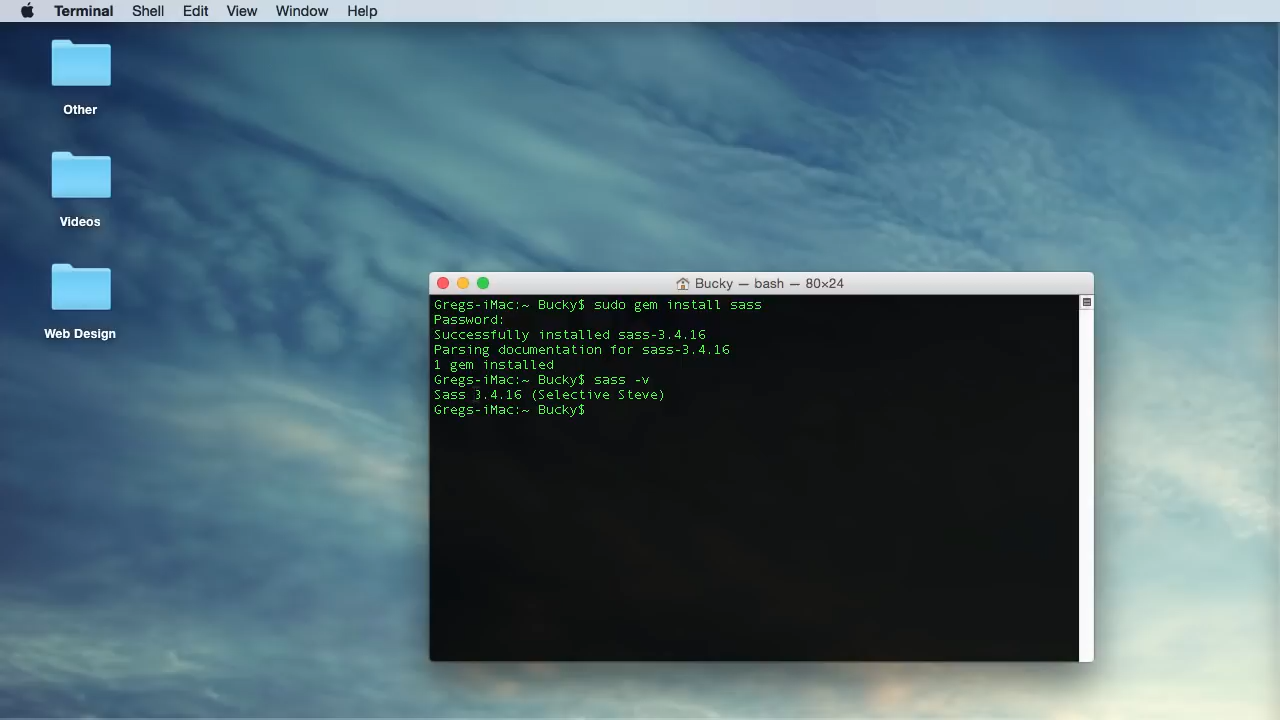 Terminal Shell Edit View Window Help
Other
Videos
Web Design
Bucky — bash — 80×24
Gregs-iMac:~ Bucky$ sudo gem install sass
Password:
Successfully installed sass-3.4.16
Parsing documentation for sass-3.4.16
1 gem installed
Gregs-iMac:~ Bucky$ sass -v
Sass 3.4.16 (Selective Steve)
Gregs-iMac:~ Bucky$